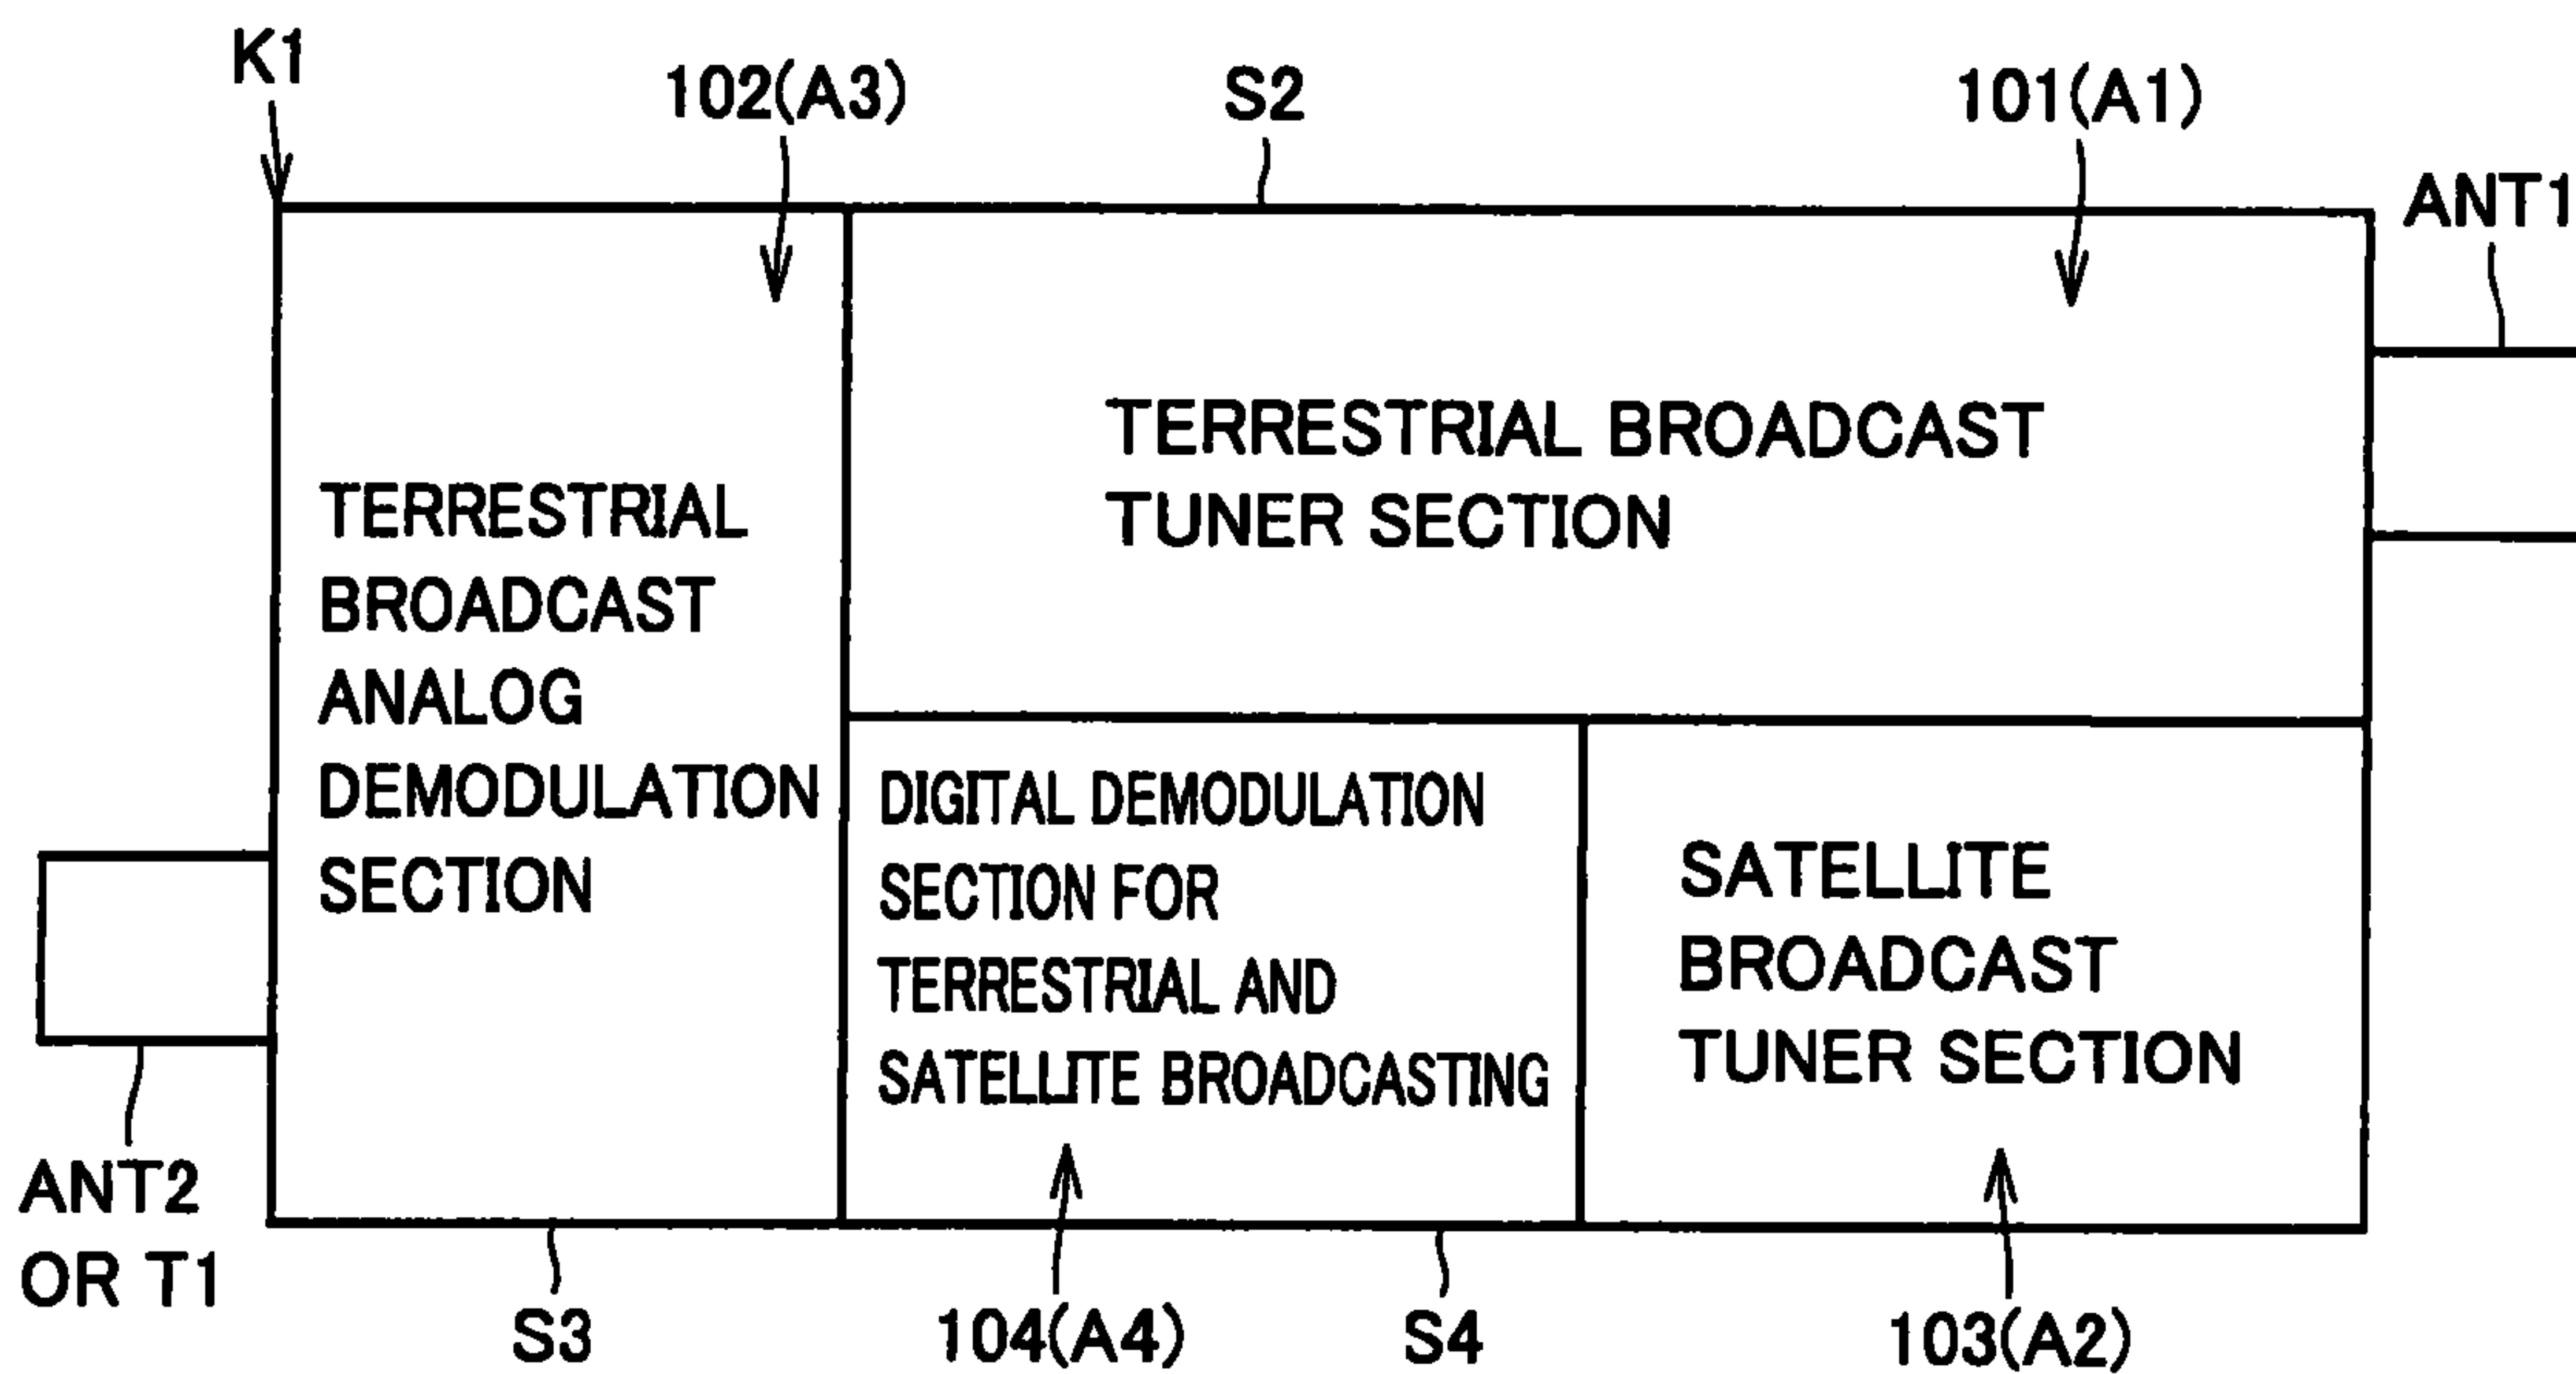 K1
102(A3)
S2
101(A1)
ANT1
TERRESTRIAL BROADCAST
TUNER SECTION
TERRESTRIAL
BROADCAST
ANALOG
DEMODULATION
SECTION
DIGITAL DEMODULATION
SECTION FOR
TERRESTRIAL AND
SATELLITE BROADCASTING
SATELLITE
BROADCAST
TUNER SECTION
ANT2
OR T1
S3
104(A4)
S4
103(A2)